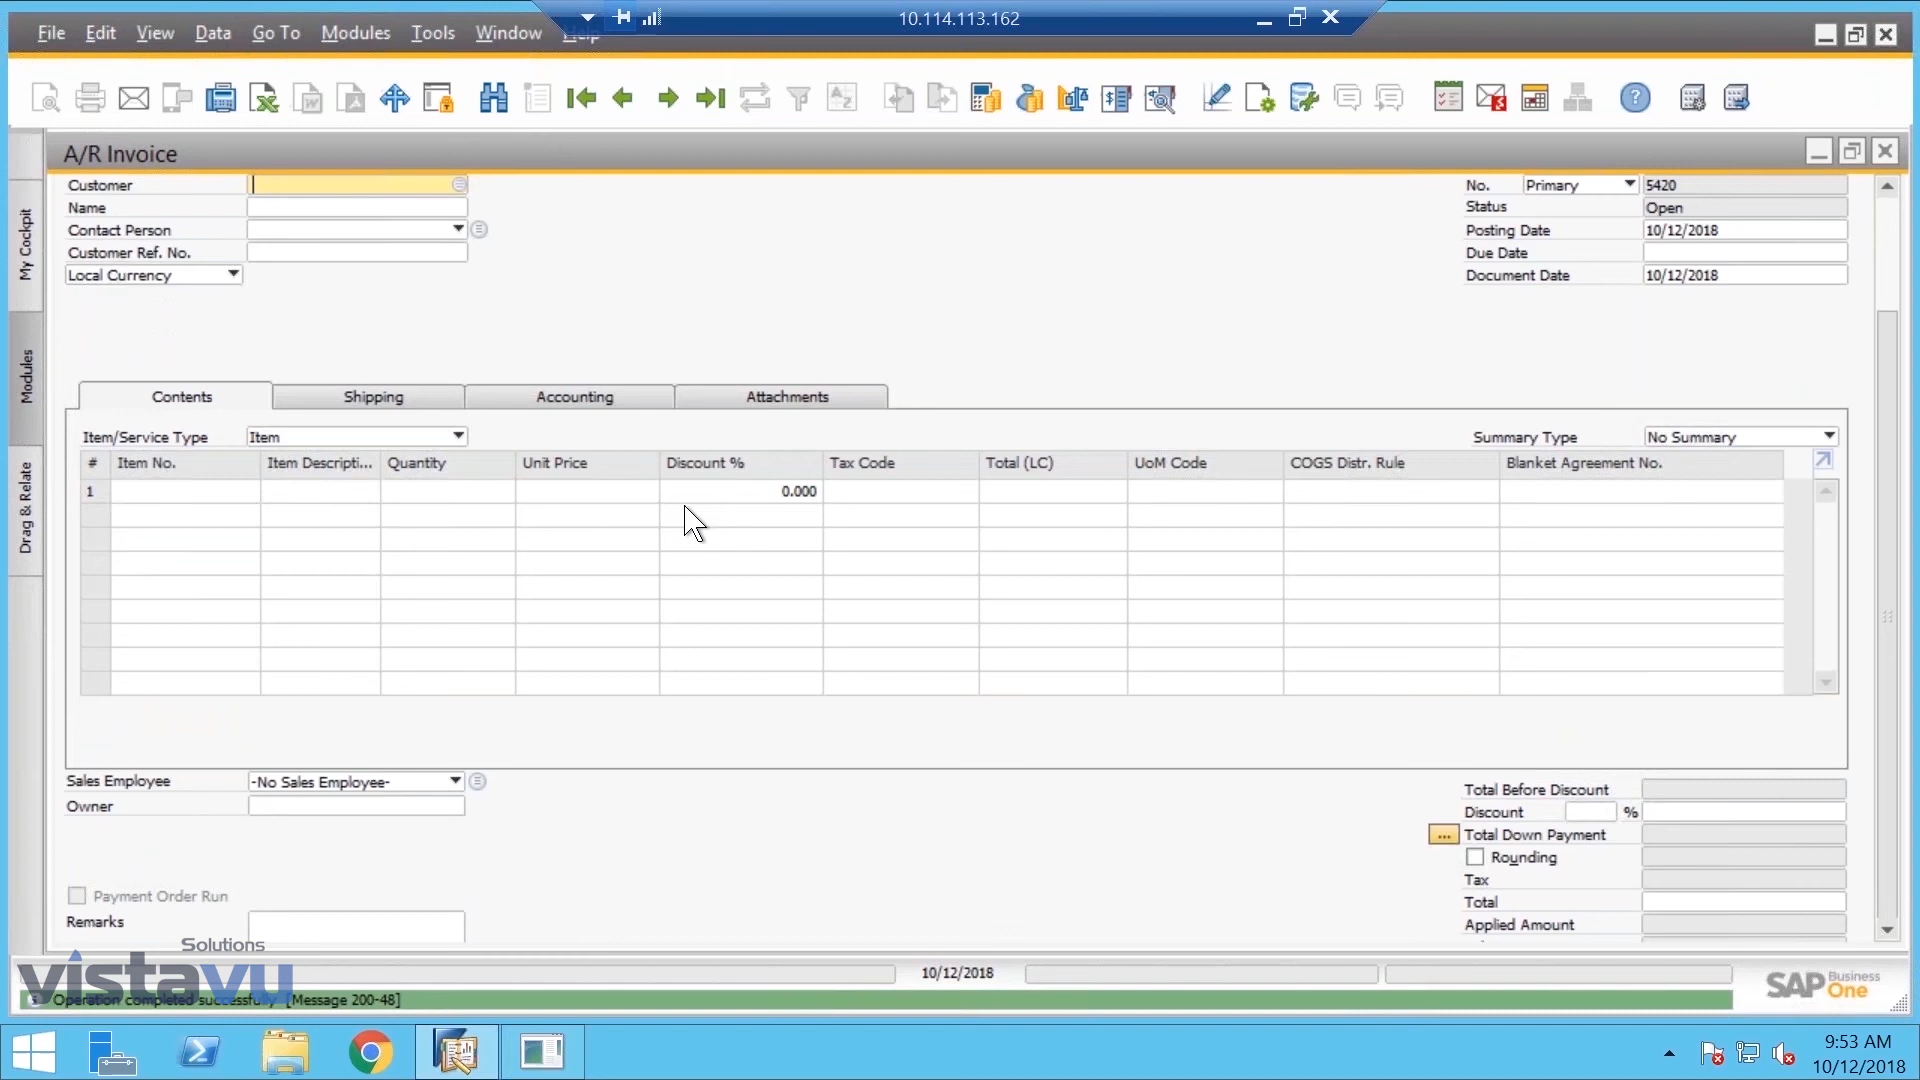 10.114.113.162
File Edit View Data Go To Modules Tools Window Help
A/R Invoice
My Cockpit
Modules
Drag & Relate
Customer
Name
Contact Person
Customer Ref. No.
Local Currency
No. Primary 5420
Status Open
Posting Date 10/12/2018
Due Date
Document Date 10/12/2018
Contents Shipping Accounting Attachments
Item/Service Type Item Summary Type No Summary
# Item No. Item Descripti... Quantity Unit Price Discount % Tax Code Total (LC) UoM Code COGS Distr. Rule Blanket Agreement No.
1 0.000
Sales Employee -No Sales Employee-
Owner
Payment Order Run
Remarks
Total Before Discount
Discount %
... Total Down Payment
Rounding
Tax
Total
Applied Amount
Solutions
vistavu
10/12/2018
Operation completed successfully [Message 200-48]
SAP Business One
9:53 AM
10/12/2018